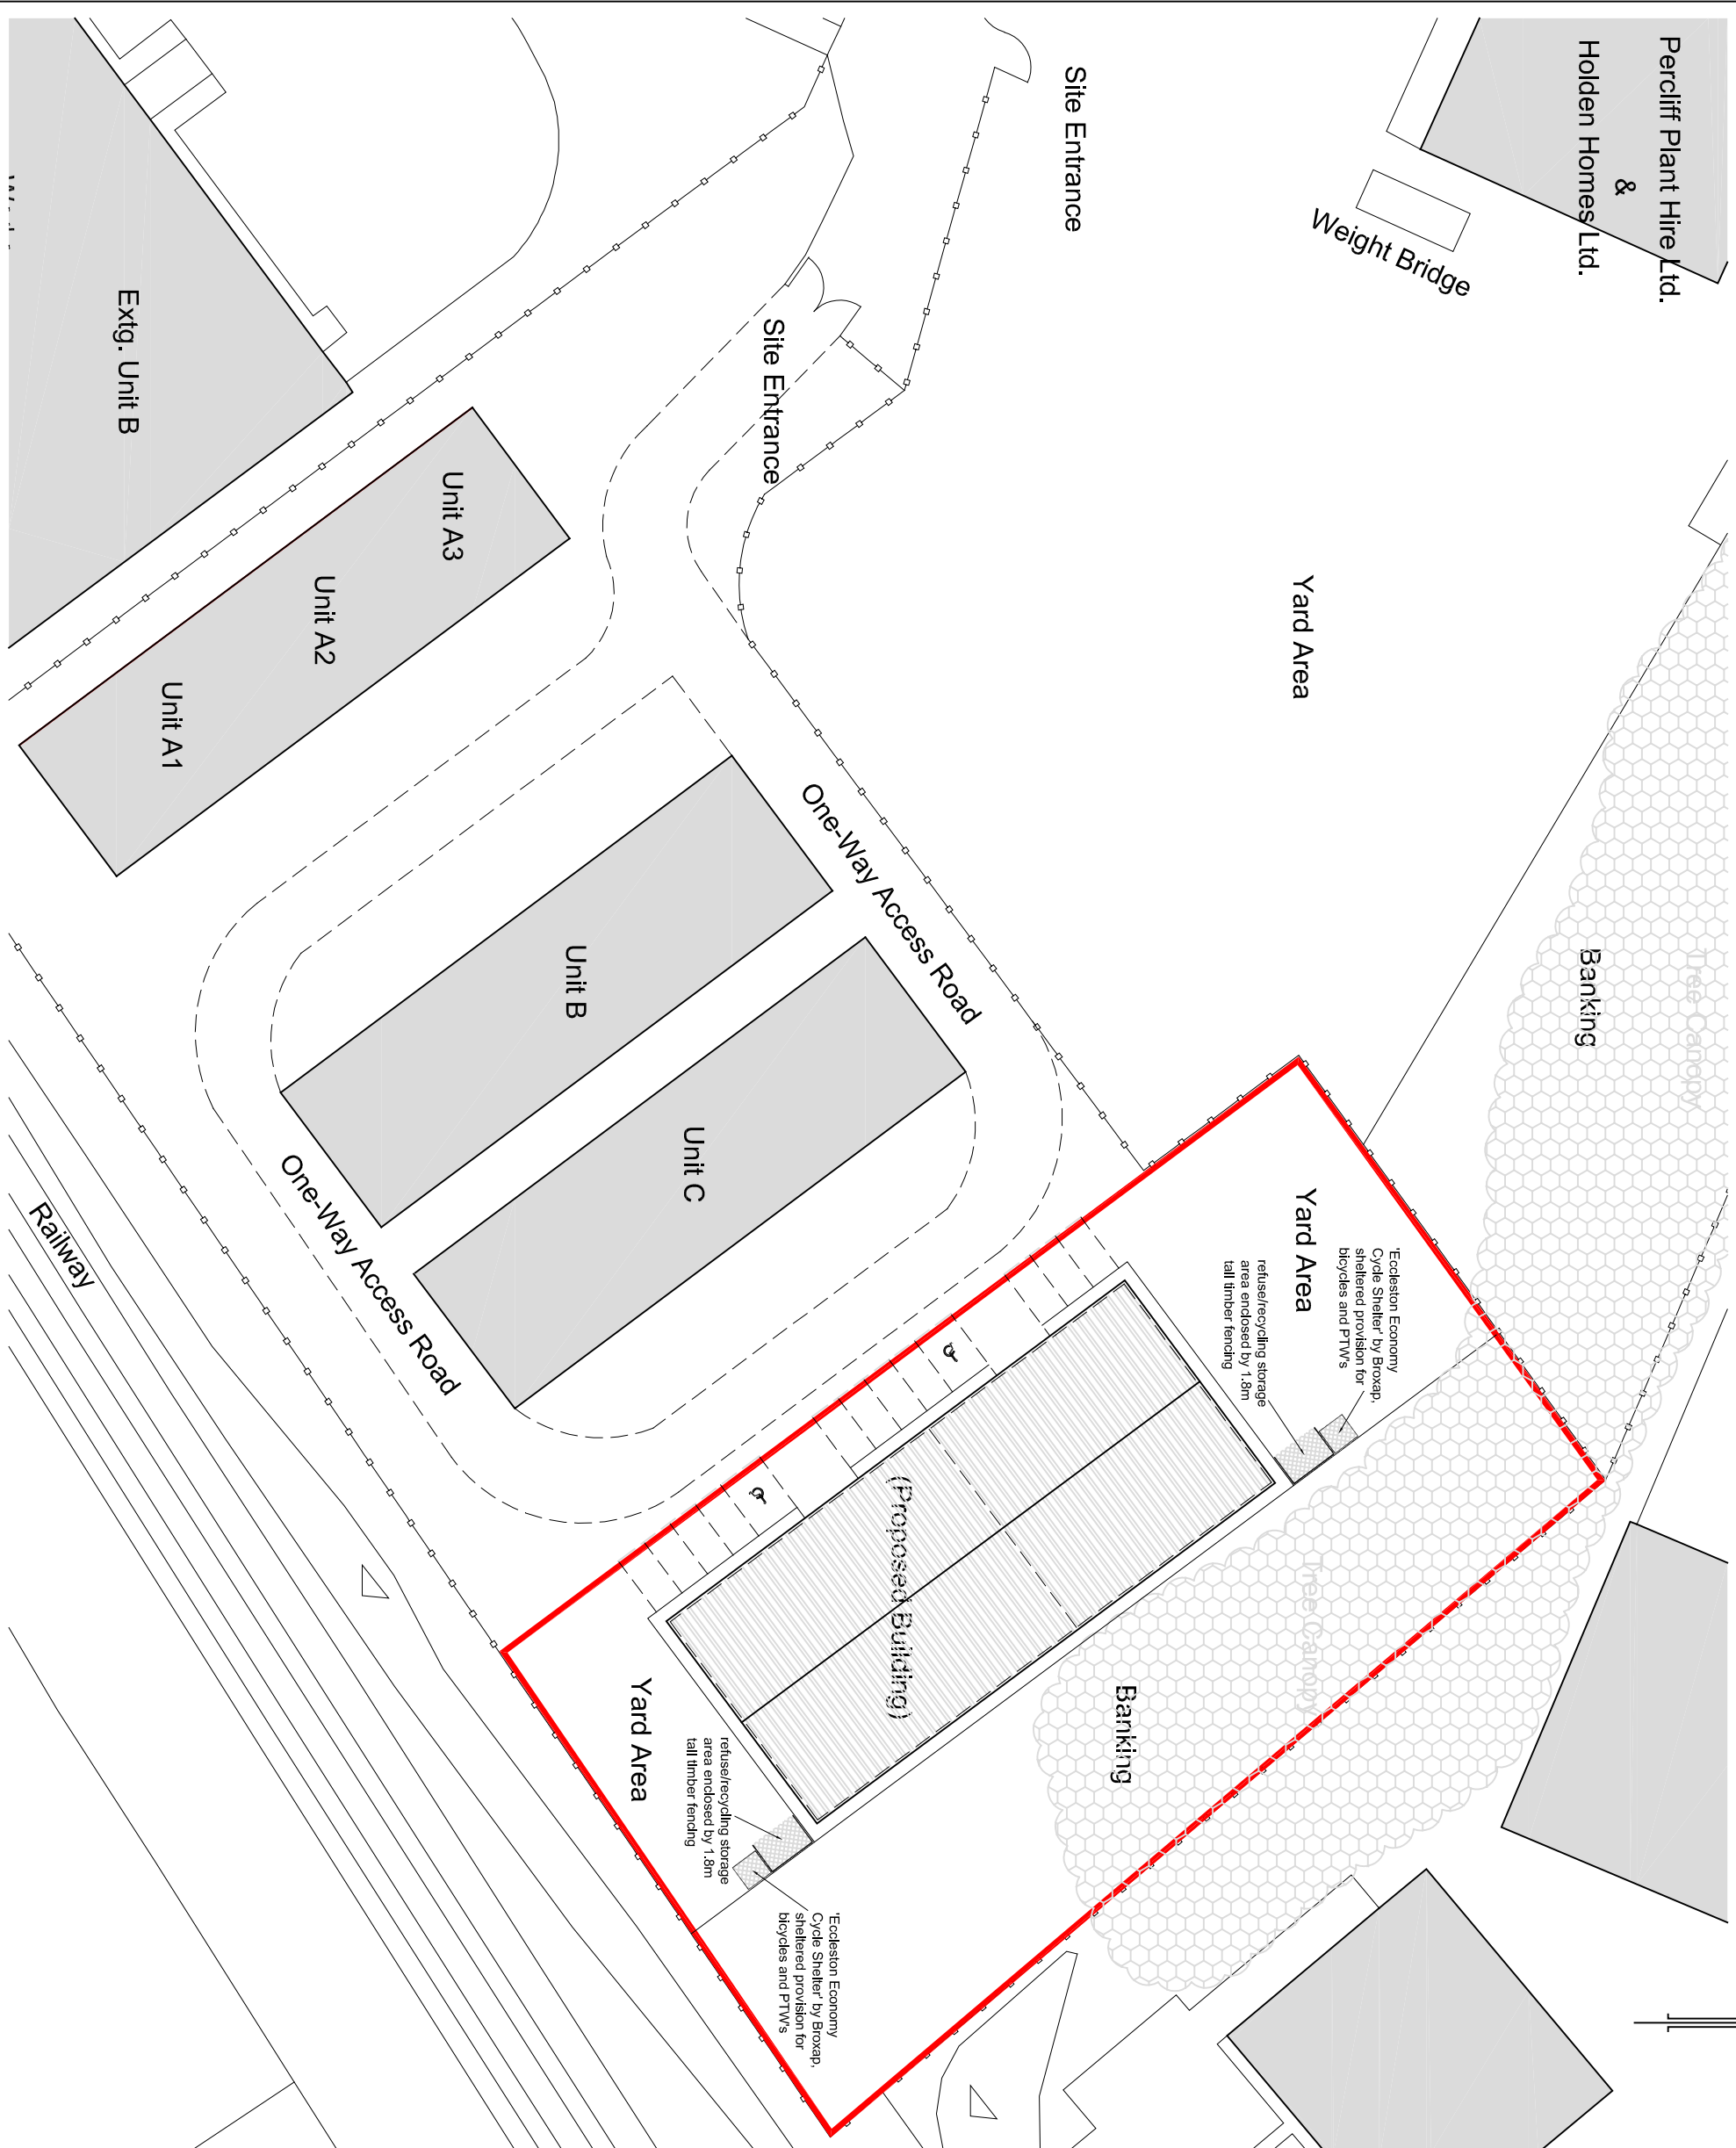 Percliff Plant Hire Ltd.
&
Holden Homes Ltd.
Weight Bridge
Site Entrance
Site Entrance
Yard Area
Tree Canopy
Banking
Extg. Unit B
Unit A3
Unit A2
Unit A1
One-Way Access Road
Unit B
Unit C
One-Way Access Road
Railway
Yard Area
'Eccleston Economy
Cycle Shelter' by Broxap,
sheltered provision for
bicycles and PTW's
refuse/recycling storage
area enclosed by 1.8m
tall timber fencing
(Proposed Building)
Tree Canopy
Banking
Yard Area
refuse/recycling storage
area enclosed by 1.8m
tall timber fencing
'Eccleston Economy
Cycle Shelter' by Broxap,
sheltered provision for
bicycles and PTW's